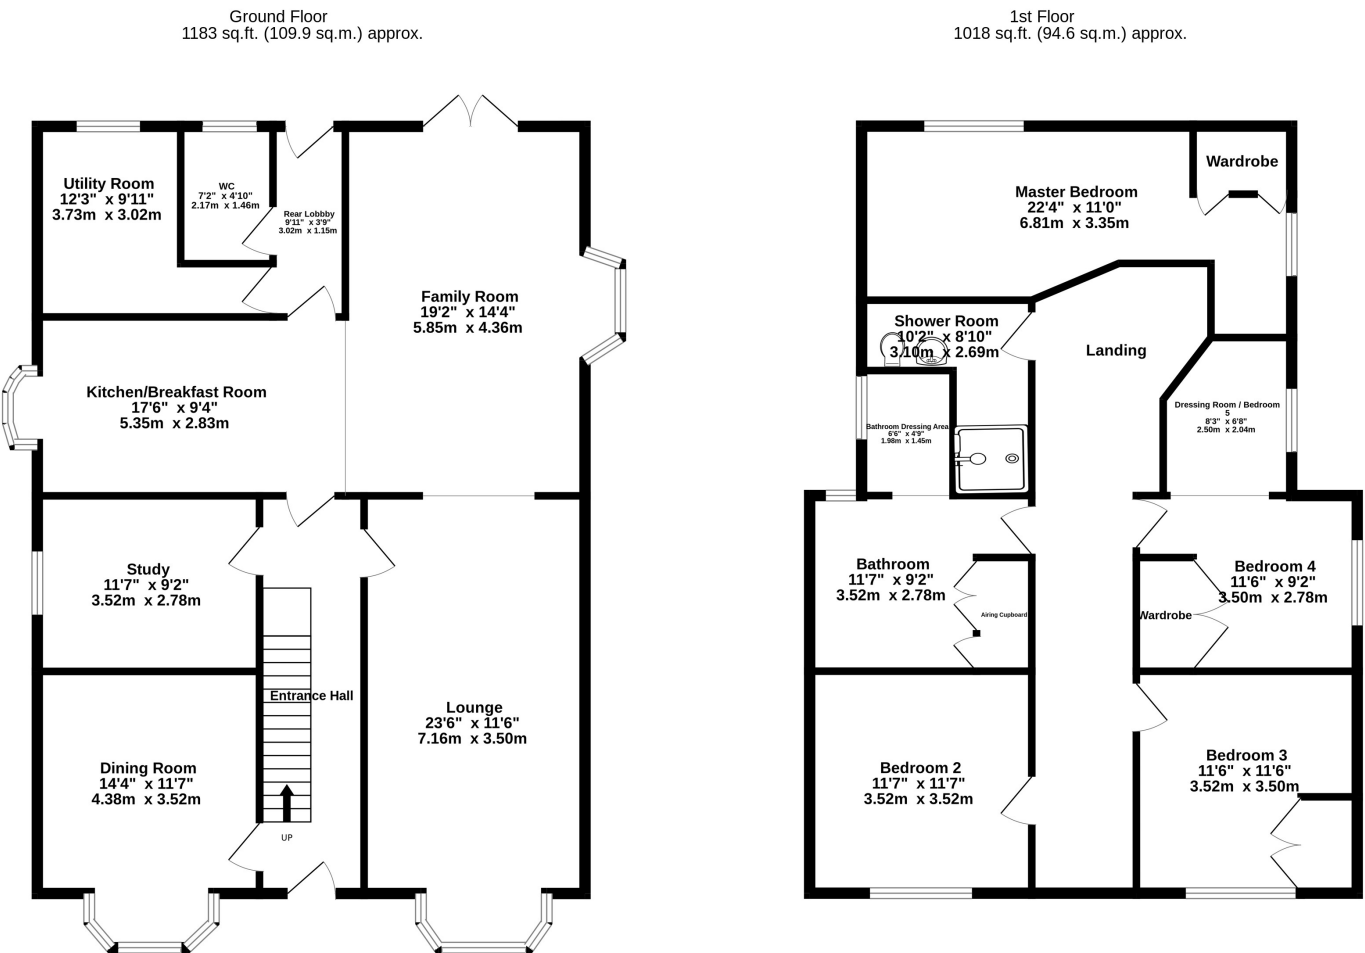 Ground Floor
1183 sq.ft. (109.9 sq.m.) approx.
Utility Room
12'3" x 9'11"
3.73m x 3.02m
WC
7'2" x 4'10"
2.17m x 1.46m
Rear Lobbby
9'11" x 3'9"
3.02m x 1.15m
Family Room
19'2" x 14'4"
5.85m x 4.36m
Kitchen/Breakfast Room
17'6" x 9'4"
5.35m x 2.83m
Study
11'7" x 9'2"
3.52m x 2.78m
Entrance Hall
Lounge
23'6" x 11'6"
7.16m x 3.50m
Dining Room
14'4" x 11'7"
4.38m x 3.52m
UP
1st Floor
1018 sq.ft. (94.6 sq.m.) approx.
Wardrobe
Master Bedroom
22'4" x 11'0"
6.81m x 3.35m
Shower Room
10'2" x 8'10"
3.10m x 2.69m
Landing
Dressing Room / Bedroom
5
8'3" x 6'8"
2.50m x 2.04m
Bathroom Dressing Area
6'6" x 4'9"
1.98m x 1.45m
Bathroom
11'7" x 9'2"
3.52m x 2.78m
Airing Cupboard
Bedroom 4
11'6" x 9'2"
3.50m x 2.78m
Wardrobe
Bedroom 2
11'7" x 11'7"
3.52m x 3.52m
Bedroom 3
11'6" x 11'6"
3.52m x 3.50m